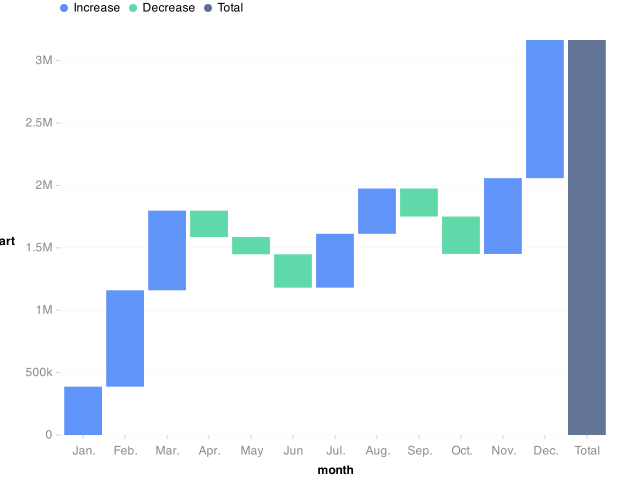 Increase Decrease Total
3M
2.5M
2M
art
1.5M
1M
500k
0
Jan. Feb. Mar. Apr. May Jun Jul. Aug. Sep. Oct. Nov. Dec. Total
month